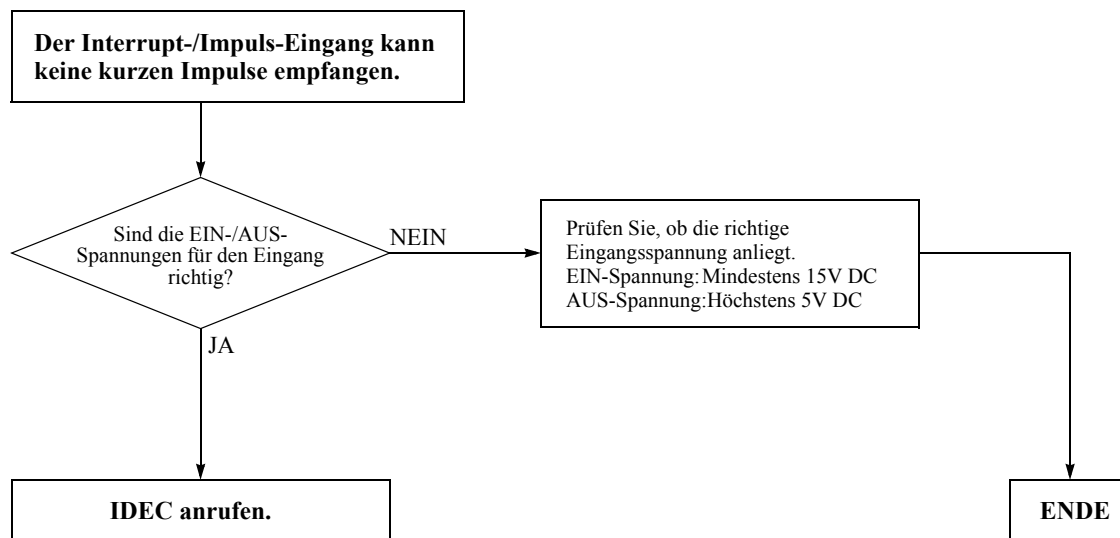 Der Interrupt-/Impuls-Eingang kann
keine kurzen Impulse empfangen.
Sind die EIN-/AUS-
Spannungen für den Eingang
richtig?
NEIN
Prüfen Sie, ob die richtige
Eingangsspannung anliegt.
EIN-Spannung: Mindestens 15V DC
AUS-Spannung: Höchstens 5V DC
JA
IDEC anrufen.
ENDE